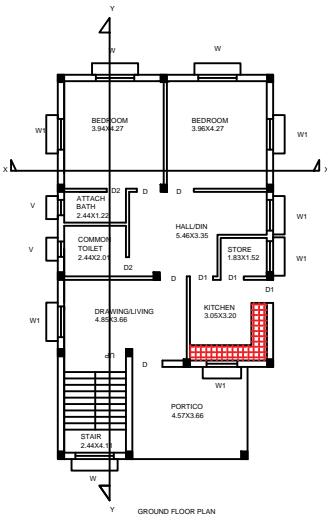 Y
W
W
BEDROOM
3.94X4.27
BEDROOM
3.96X4.27
W1
W1
X
X
D2
D
D
ATTACH
BATH
2.44X1.22
V
HALL/DIN
5.46X3.35
W1
COMMON
TOILET
2.44X2.01
V
STORE
1.83X1.52
W1
D2
D
D1
D1
D1
DRAWING/LIVING
4.85X3.66
KITCHEN
3.05X3.20
W1
UP
D
W1
PORTICO
4.57X3.66
STAIR
2.44X4.11
W
Y
GROUND FLOOR PLAN